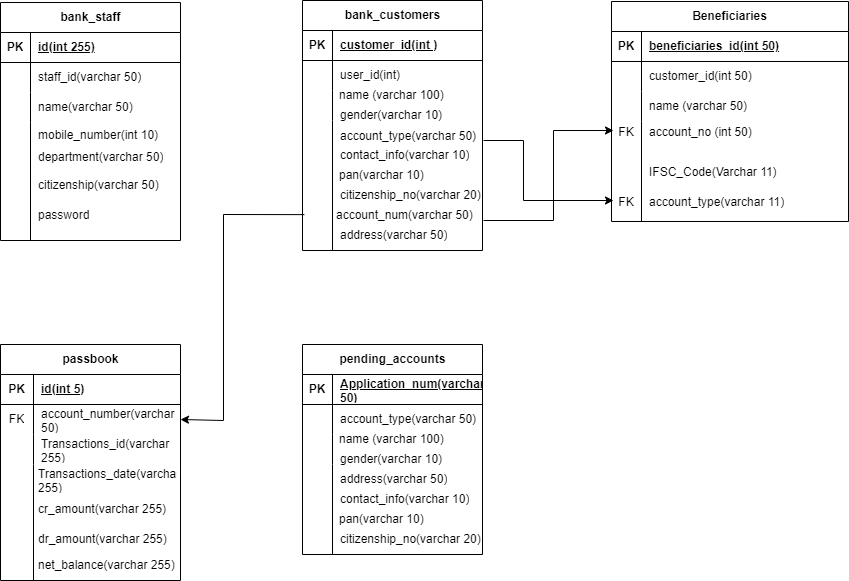 bank_staff
PK id(int 255)
staff_id(varchar 50)
name(varchar 50)
mobile_number(int 10)
department(varchar 50)
citizenship(varchar 50)
password
bank_customers
PK customer_id(int )
user_id(int)
name (varchar 100)
gender(varchar 10)
account_type(varchar 50)
contact_info(varchar 10)
pan(varchar 10)
citizenship_no(varchar 20)
account_num(varchar 50)
address(varchar 50)
Beneficiaries
PK beneficiaries_id(int 50)
customer_id(int 50)
name (varchar 50)
FK account_no (int 50)
IFSC_Code(Varchar 11)
FK account_type(varchar 11)
passbook
PK id(int 5)
FK account_number(varchar
50)
Transactions_id(varchar
255)
Transactions_date(varcha
255)
cr_amount(varchar 255)
dr_amount(varchar 255)
net_balance(varchar 255)
pending_accounts
PK Application_num(varchar
50)
account_type(varchar 50)
name (varchar 100)
gender(varchar 10)
address(varchar 50)
contact_info(varchar 10)
pan(varchar 10)
citizenship_no(varchar 20)